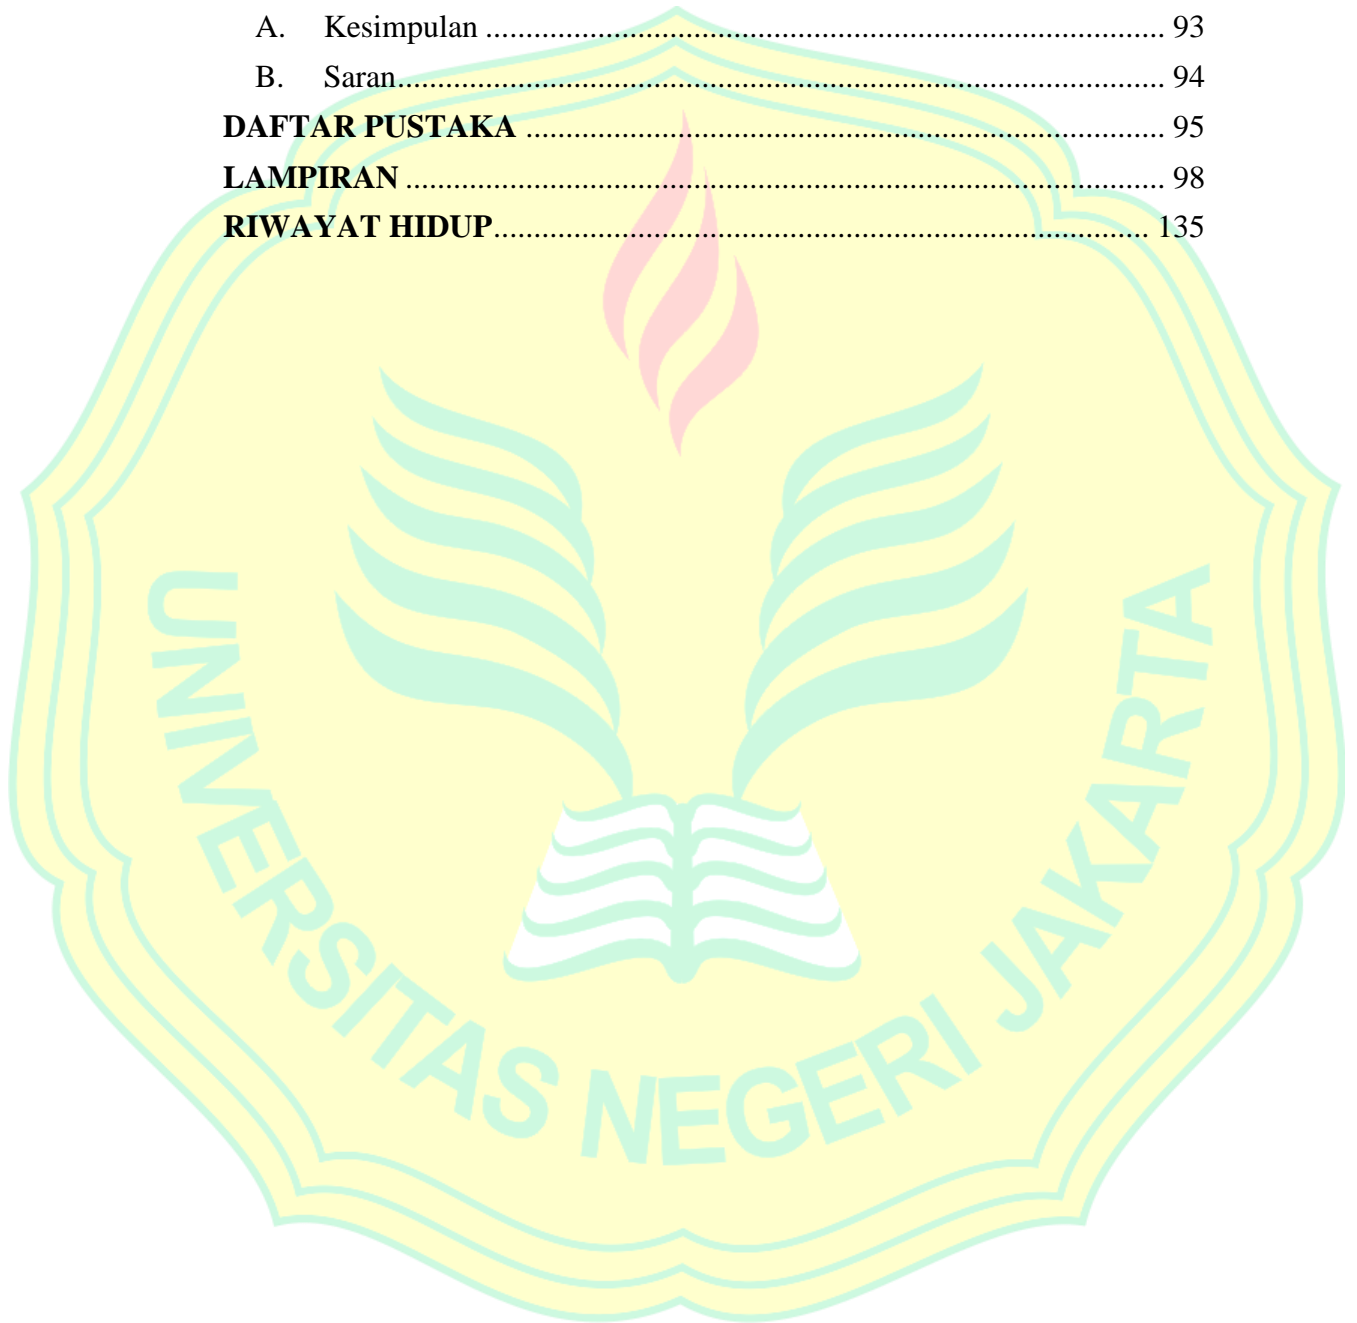 A. Kesimpulan ................................................................................... 93
B. Saran.............................................................................................. 94
DAFTAR PUSTAKA .............................................................................. 95
LAMPIRAN ............................................................................................. 98
RIWAYAT HIDUP................................................................................ 135
UNIVERSITAS NEGERI JAKARTA